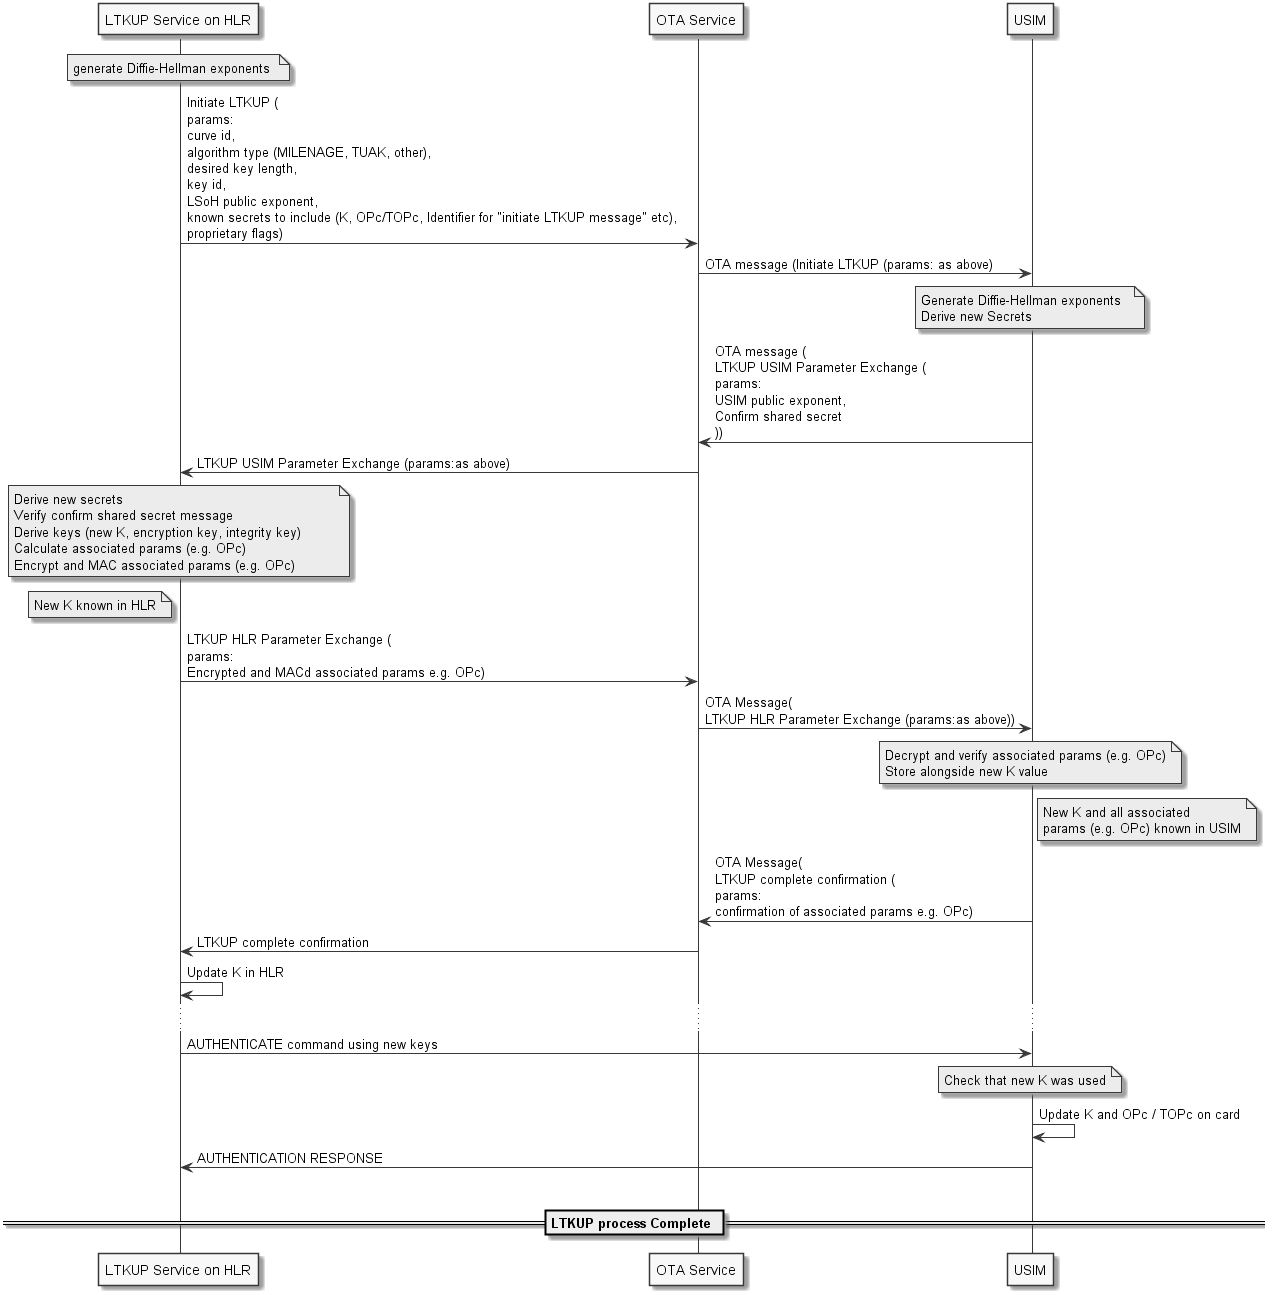 LTKUP Service on HLR
OTA Service
USIM
generate Diffie-Hellman exponents
Initiate LTKUP (
params:
curve id,
algorithm type (MILENAGE, TUAK, other),
desired key length,
key id,
LSoH public exponent,
known secrets to include (K, OPc/TOPc, Identifier for "initiate LTKUP message" etc),
proprietary flags)
OTA message (Initiate LTKUP (params: as above)
Generate Diffie-Hellman exponents
Derive new Secrets
OTA message (
LTKUP USIM Parameter Exchange (
params:
USIM public exponent,
Confirm shared secret
))
LTKUP USIM Parameter Exchange (params:as above)
Derive new secrets
Verify confirm shared secret message
Derive keys (new K, encryption key, integrity key)
Calculate associated params (e.g. OPc)
Encrypt and MAC associated params (e.g. OPc)
New K known in HLR
LTKUP HLR Parameter Exchange (
params:
Encrypted and MACd associated params e.g. OPc)
OTA Message(
LTKUP HLR Parameter Exchange (params:as above))
Decrypt and verify associated params (e.g. OPc)
Store alongside new K value
New K and all associated
params (e.g. OPc) known in USIM
OTA Message(
LTKUP complete confirmation (
params:
confirmation of associated params e.g. OPc)
LTKUP complete confirmation
Update K in HLR
AUTHENTICATE command using new keys
Check that new K was used
Update K and OPc / TOPc on card
AUTHENTICATION RESPONSE
LTKUP process Complete
LTKUP Service on HLR
OTA Service
USIM